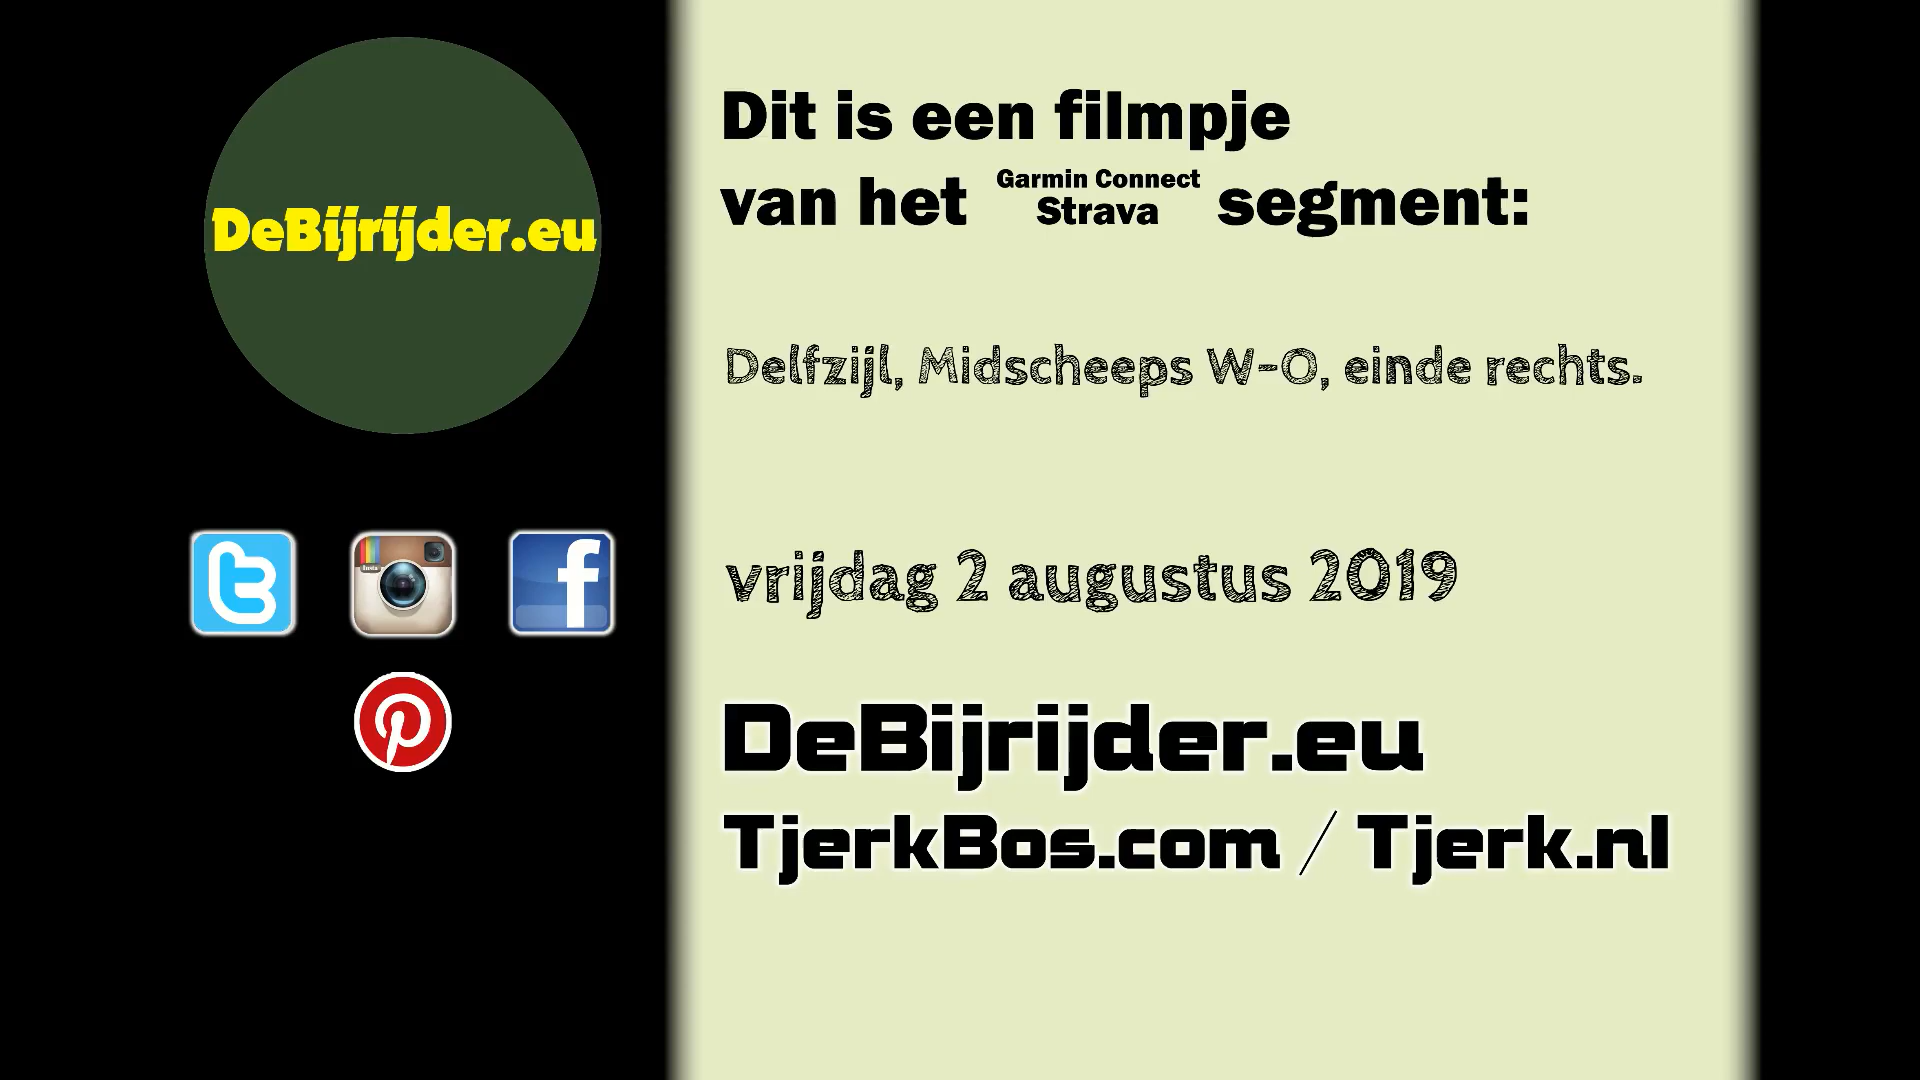 DeBijrijder.eu
Insta
Dit is een filmpje
van het Garmin Connect Strava segment:
Delfzijl, Midscheeps W-O, einde rechts.
vrijdag 2 augustus 2019
DeBijrijder.eu
TjerkBos.com / Tjerk.nl